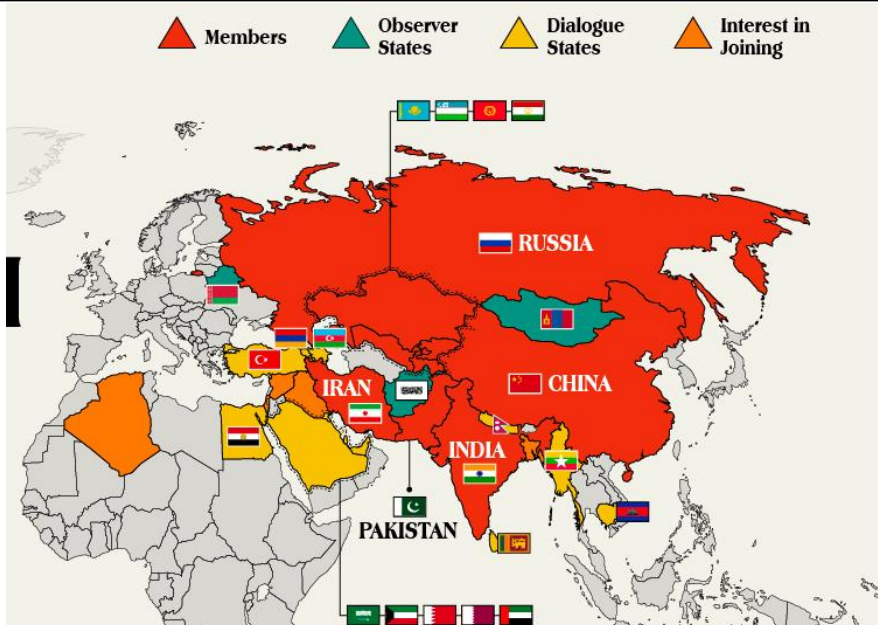 Members
Observer
States
Dialogue
States
Interest in
Joining
RUSSIA
CHINA
IRAN
INDIA
PAKISTAN